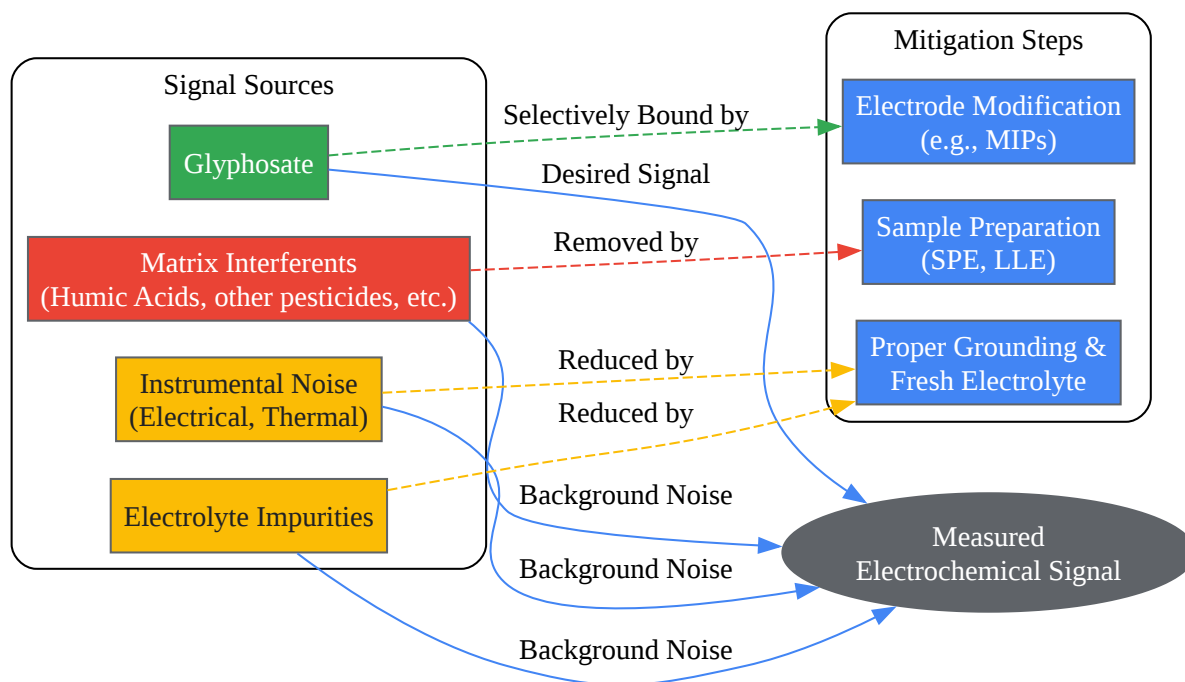 Signal Sources
Glyphosate
Matrix Interferents
(Humic Acids, other pesticides, etc.)
Instrumental Noise
(Electrical, Thermal)
Electrolyte Impurities
Selectively Bound by
Desired Signal
Removed by
Reduced by
Reduced by
Background Noise
Background Noise
Background Noise
Mitigation Steps
Electrode Modification
(e.g., MIPs)
Sample Preparation
(SPE, LLE)
Proper Grounding &
Fresh Electrolyte
Measured
Electrochemical Signal